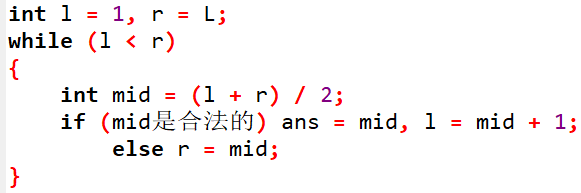 int l = 1, r = L;
while (l < r)
{
    int mid = (l + r) / 2;
    if (mid是合法的) ans = mid, l = mid + 1;
        else r = mid;
}